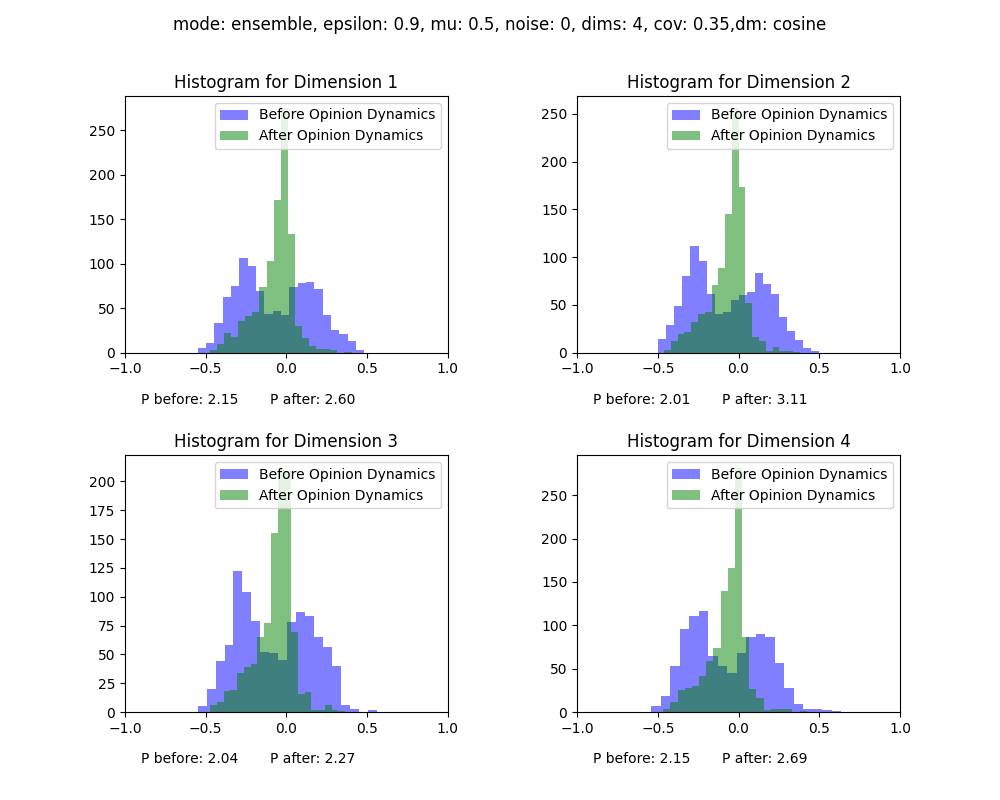 mode: ensemble, epsilon: 0.9, mu: 0.5, noise: 0, dims: 4, cov: 0.35,dm: cosine
Histogram for Dimension 1
Before Opinion Dynamics
After Opinion Dynamics
250
200
150
100
50
0
−1.0 −0.5 0.0 0.5 1.0
P before: 2.15 P after: 2.60
Histogram for Dimension 2
Before Opinion Dynamics
After Opinion Dynamics
250
200
150
100
50
0
−1.0 −0.5 0.0 0.5 1.0
P before: 2.01 P after: 3.11
Histogram for Dimension 3
Before Opinion Dynamics
After Opinion Dynamics
200
175
150
125
100
75
50
25
0
−1.0 −0.5 0.0 0.5 1.0
P before: 2.04 P after: 2.27
Histogram for Dimension 4
Before Opinion Dynamics
After Opinion Dynamics
250
200
150
100
50
0
−1.0 −0.5 0.0 0.5 1.0
P before: 2.15 P after: 2.69